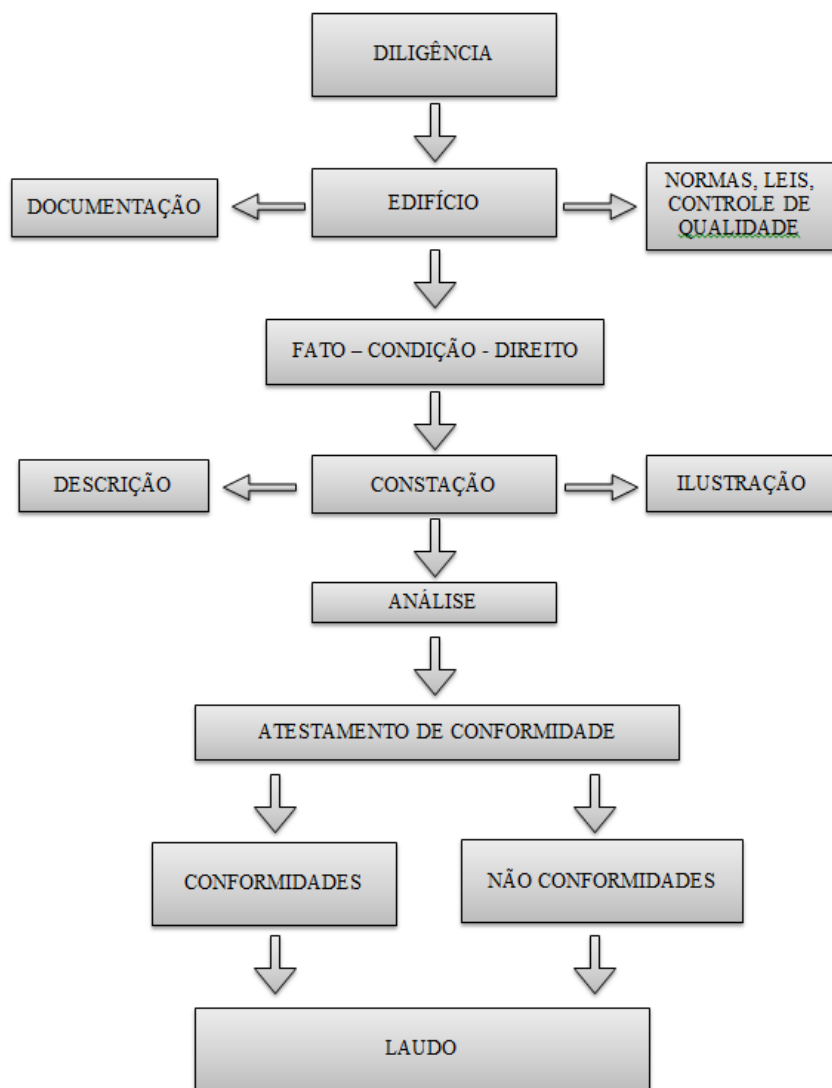 DILIGÊNCIA
DOCUMENTAÇÃO
EDIFÍCIO
NORMAS, LEIS,
CONTROLE DE
QUALIDADE
FATO – CONDIÇÃO - DIREITO
DESCRIÇÃO
CONSTAÇÃO
ILUSTRAÇÃO
ANÁLISE
ATESTAMENTO DE CONFORMIDADE
CONFORMIDADES
NÃO CONFORMIDADES
LAUDO